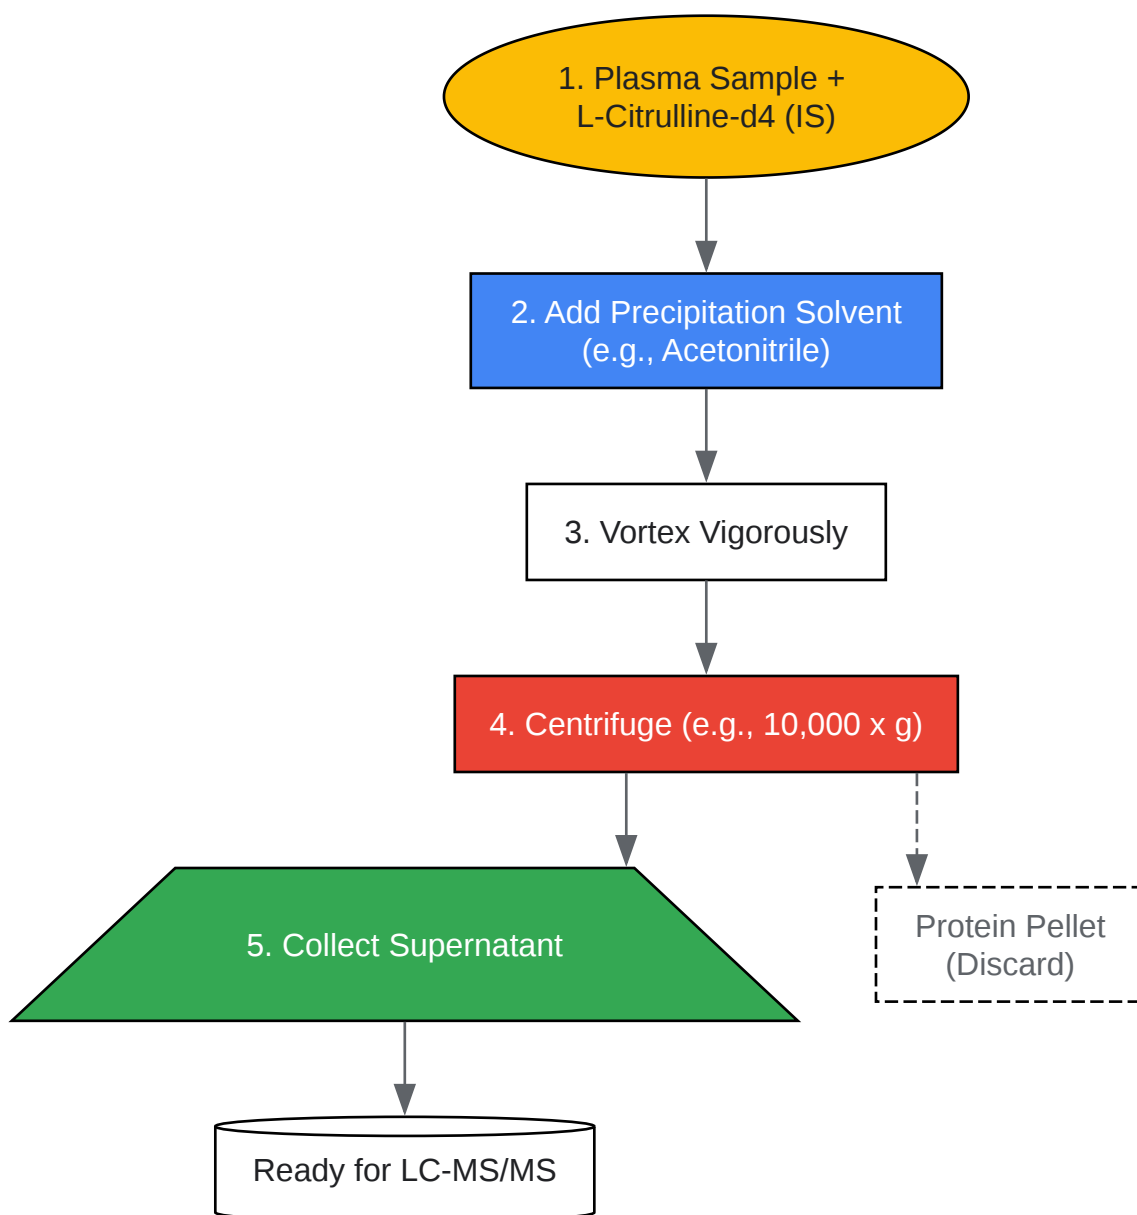 1. Plasma Sample +
L-Citrulline-d4 (IS)
2. Add Precipitation Solvent
(e.g., Acetonitrile)
3. Vortex Vigorously
4. Centrifuge (e.g., 10,000 x g)
5. Collect Supernatant
Protein Pellet
(Discard)
Ready for LC-MS/MS